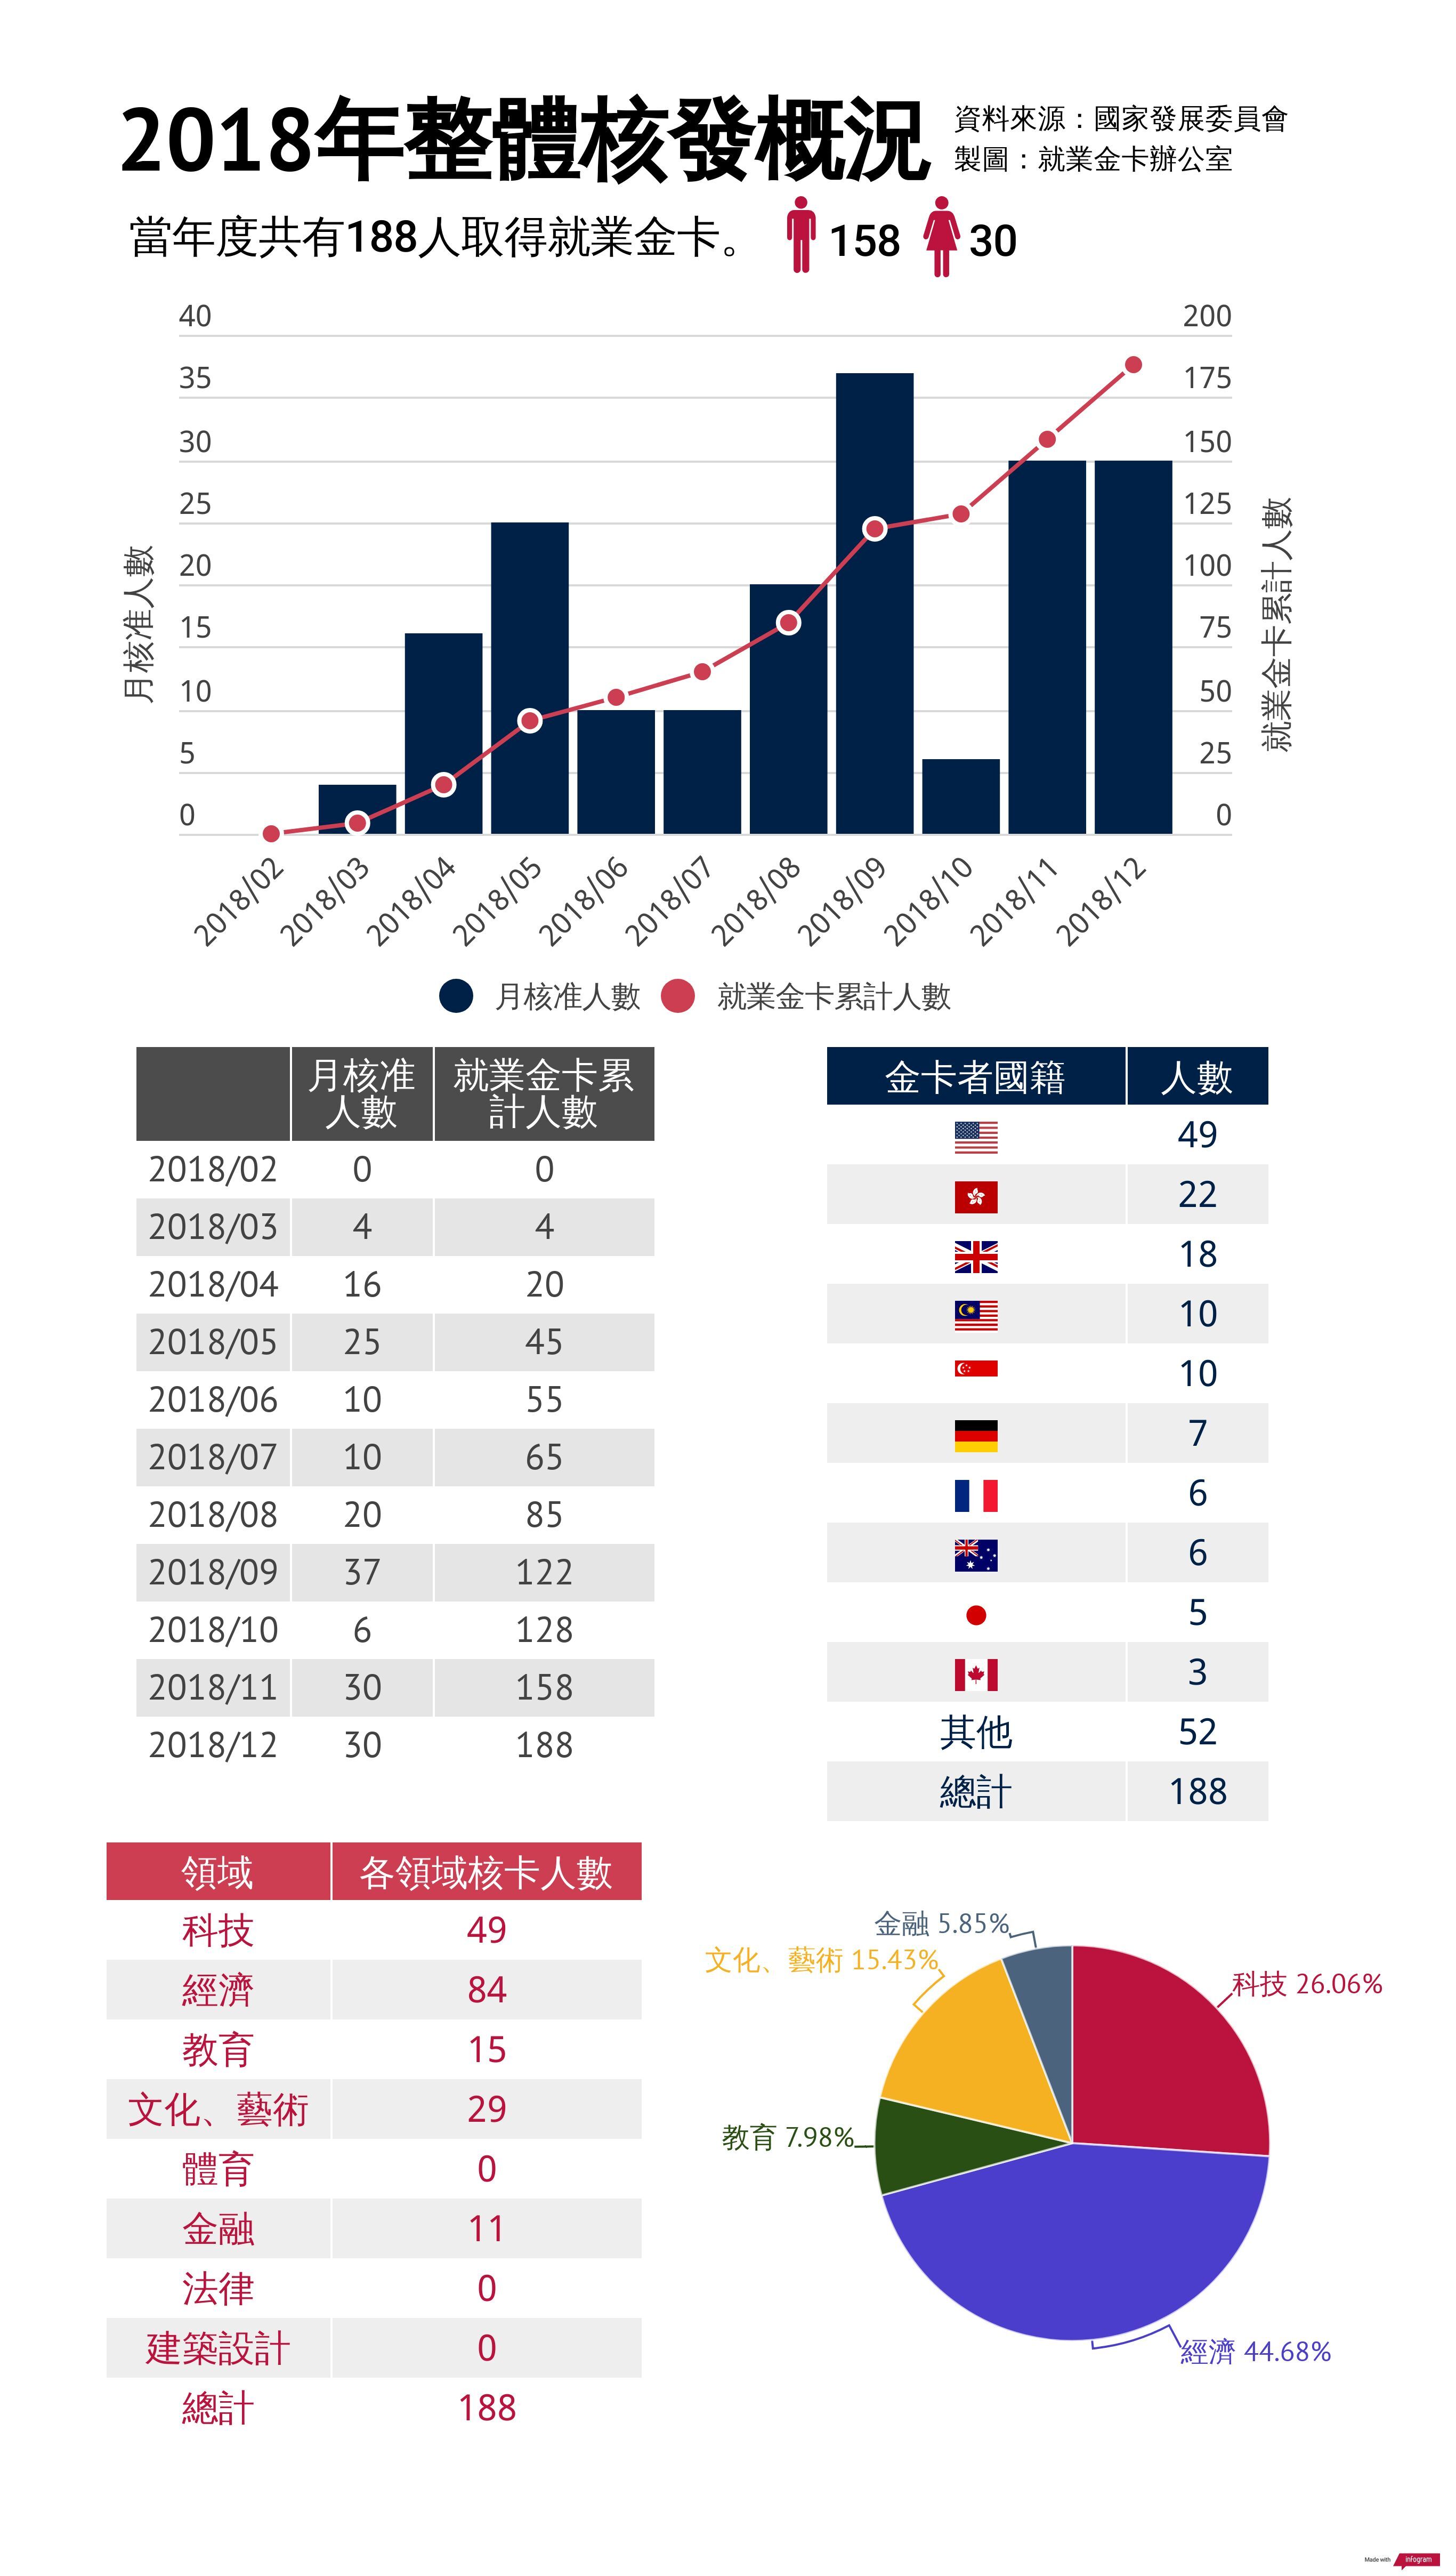 2018年整體核發概況
資料來源：國家發展委員會
製圖：就業金卡辦公室
當年度共有188人取得就業金卡。 158 30
40 200
35 175
30 150
25 125
20 100
15 75
10 50
5 25
0 0
月核准人數
就業金卡累計人數
2018/02 2018/03 2018/04 2018/05 2018/06 2018/07 2018/08 2018/09 2018/10 2018/11 2018/12
月核准人數 就業金卡累計人數
月核准
人數
就業金卡累
計人數
2018/02 0 0
2018/03 4 4
2018/04 16 20
2018/05 25 45
2018/06 10 55
2018/07 10 65
2018/08 20 85
2018/09 37 122
2018/10 6 128
2018/11 30 158
2018/12 30 188
金卡者國籍 人數
49
22
18
10
10
7
6
6
5
3
其他 52
總計 188
領域 各領域核卡人數
科技 49
經濟 84
教育 15
文化、藝術 29
體育 0
金融 11
法律 0
建築設計 0
總計 188
金融 5.85%
文化、藝術 15.43%
科技 26.06%
教育 7.98%
經濟 44.68%
Made with infogram